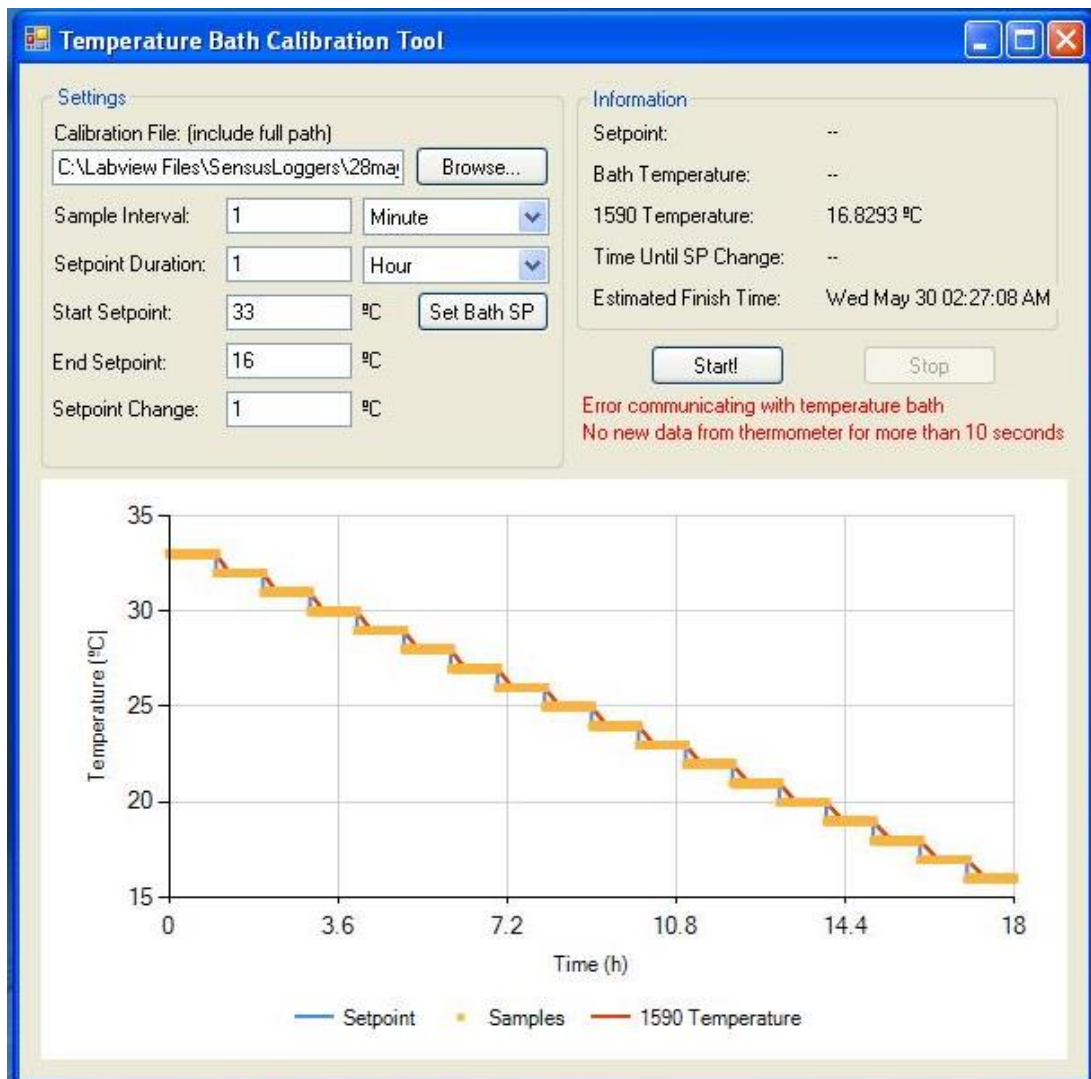 Temperature Bath Calibration Tool
Settings
Calibration File: (include full path)
C:\Labview Files\SensusLoggers\28may Browse...
Sample Interval: 1 Minute
Setpoint Duration: 1 Hour
Start Setpoint: 33 ºC Set Bath SP
End Setpoint: 16 ºC
Setpoint Change: 1 ºC
Information
Setpoint: --
Bath Temperature: --
1590 Temperature: 16.8293 ºC
Time Until SP Change: --
Estimated Finish Time: Wed May 30 02:27:08 AM
Start! Stop
Error communicating with temperature bath
No new data from thermometer for more than 10 seconds
Temperature (ºC)
35
30
25
20
15
0 3.6 7.2 10.8 14.4 18
Time (h)
Setpoint Samples 1590 Temperature